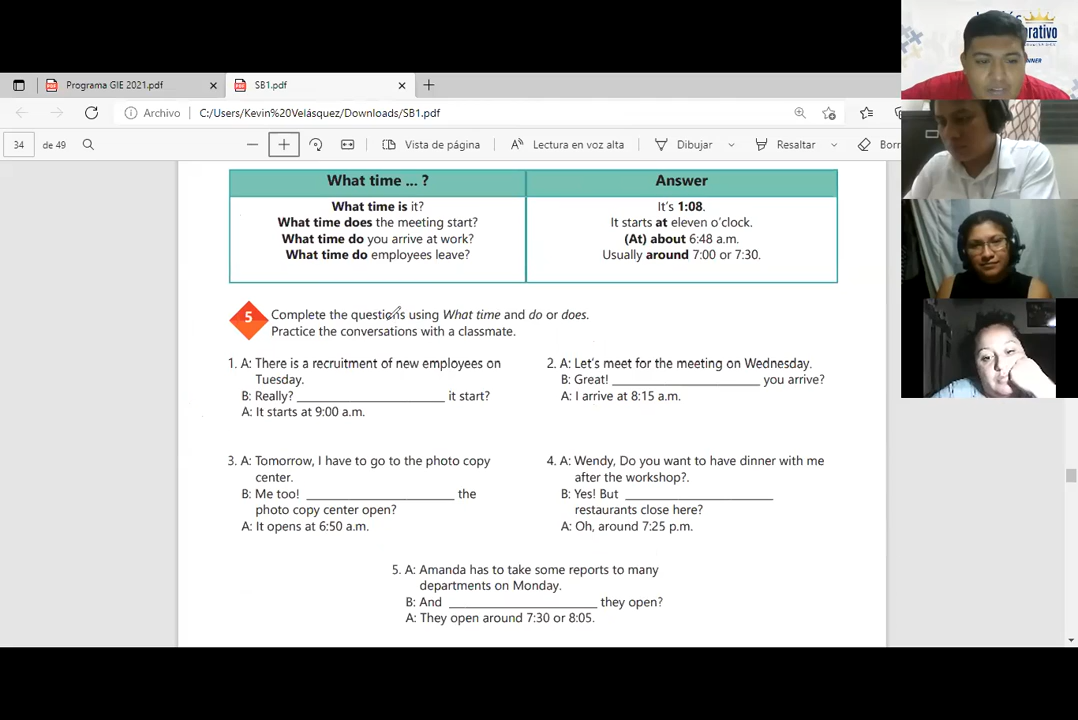 rativo
NNER
Programa GIE 2021.pdf
SB1.pdf
Archivo
C:/Users/Kevin%20Velásquez/Downloads/SB1.pdf
34
de 49
Vista de página
Lectura en voz alta
Dibujar
Resaltar
Borr
What time ... ?
Answer
What time is it?
It's 1:08.
What time does the meeting start?
It starts at eleven o'clock.
What time do you arrive at work?
(At) about 6:48 a.m.
What time do employees leave?
Usually around 7:00 or 7:30.
5
Complete the questions using What time and do or does.
Practice the conversations with a classmate.
1. A: There is a recruitment of new employees on
Tuesday.
B: Really? ______________________ it start?
A: It starts at 9:00 a.m.
2. A: Let's meet for the meeting on Wednesday.
B: Great! ______________________ you arrive?
A: I arrive at 8:15 a.m.
3. A: Tomorrow, I have to go to the photo copy
center.
B: Me too! ______________________ the
photo copy center open?
A: It opens at 6:50 a.m.
4. A: Wendy, Do you want to have dinner with me
after the workshop?.
B: Yes! But ______________________
restaurants close here?
A: Oh, around 7:25 p.m.
5. A: Amanda has to take some reports to many
departments on Monday.
B: And ______________________ they open?
A: They open around 7:30 or 8:05.